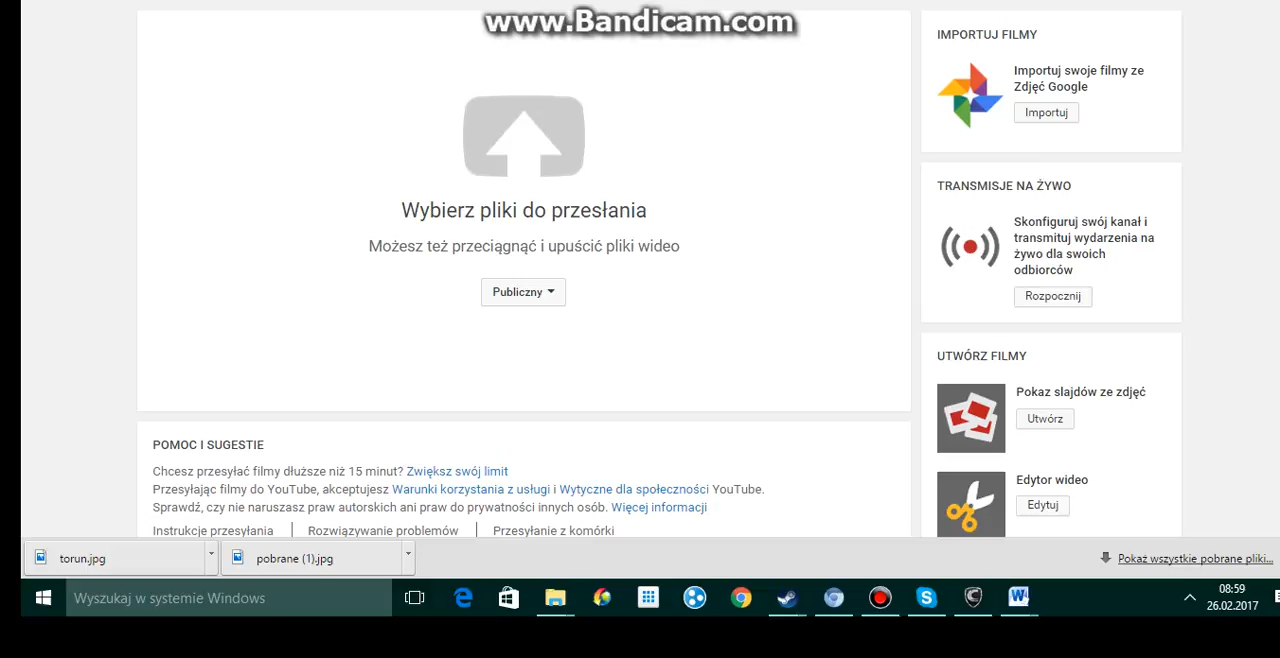 www.Bandicam.com
IMPORTUJ FILMY
Importuj swoje filmy ze
Zdjęć Google
Importuj
Wybierz pliki do przesłania
Możesz też przeciągnąć i upuścić pliki wideo
Publiczny
TRANSMISJE NA ŻYWO
Skonfiguruj swój kanał i
transmituj wydarzenia na
żywo dla swoich
odbiorców
Rozpocznij
UTWÓRZ FILMY
Pokaz slajdów ze zdjęć
Utwórz
Edytor wideo
Edytuj
POMOC I SUGESTIE
Chcesz przesyłać filmy dłuższe niż 15 minut? Zwiększ swój limit
Przesyłając filmy do YouTube, akceptujesz Warunki korzystania z usługi i Wytyczne dla społeczności YouTube.
Sprawdź, czy nie naruszasz praw autorskich ani praw do prywatności innych osób. Więcej informacji
Instrukcje przesyłania
Rozwiązywanie problemów
Przesyłanie z komórki
torun.jpg
pobrane (1).jpg
Pokaż wszystkie pobrane pliki...
Wyszukaj w systemie Windows
08:59
26.02.2017